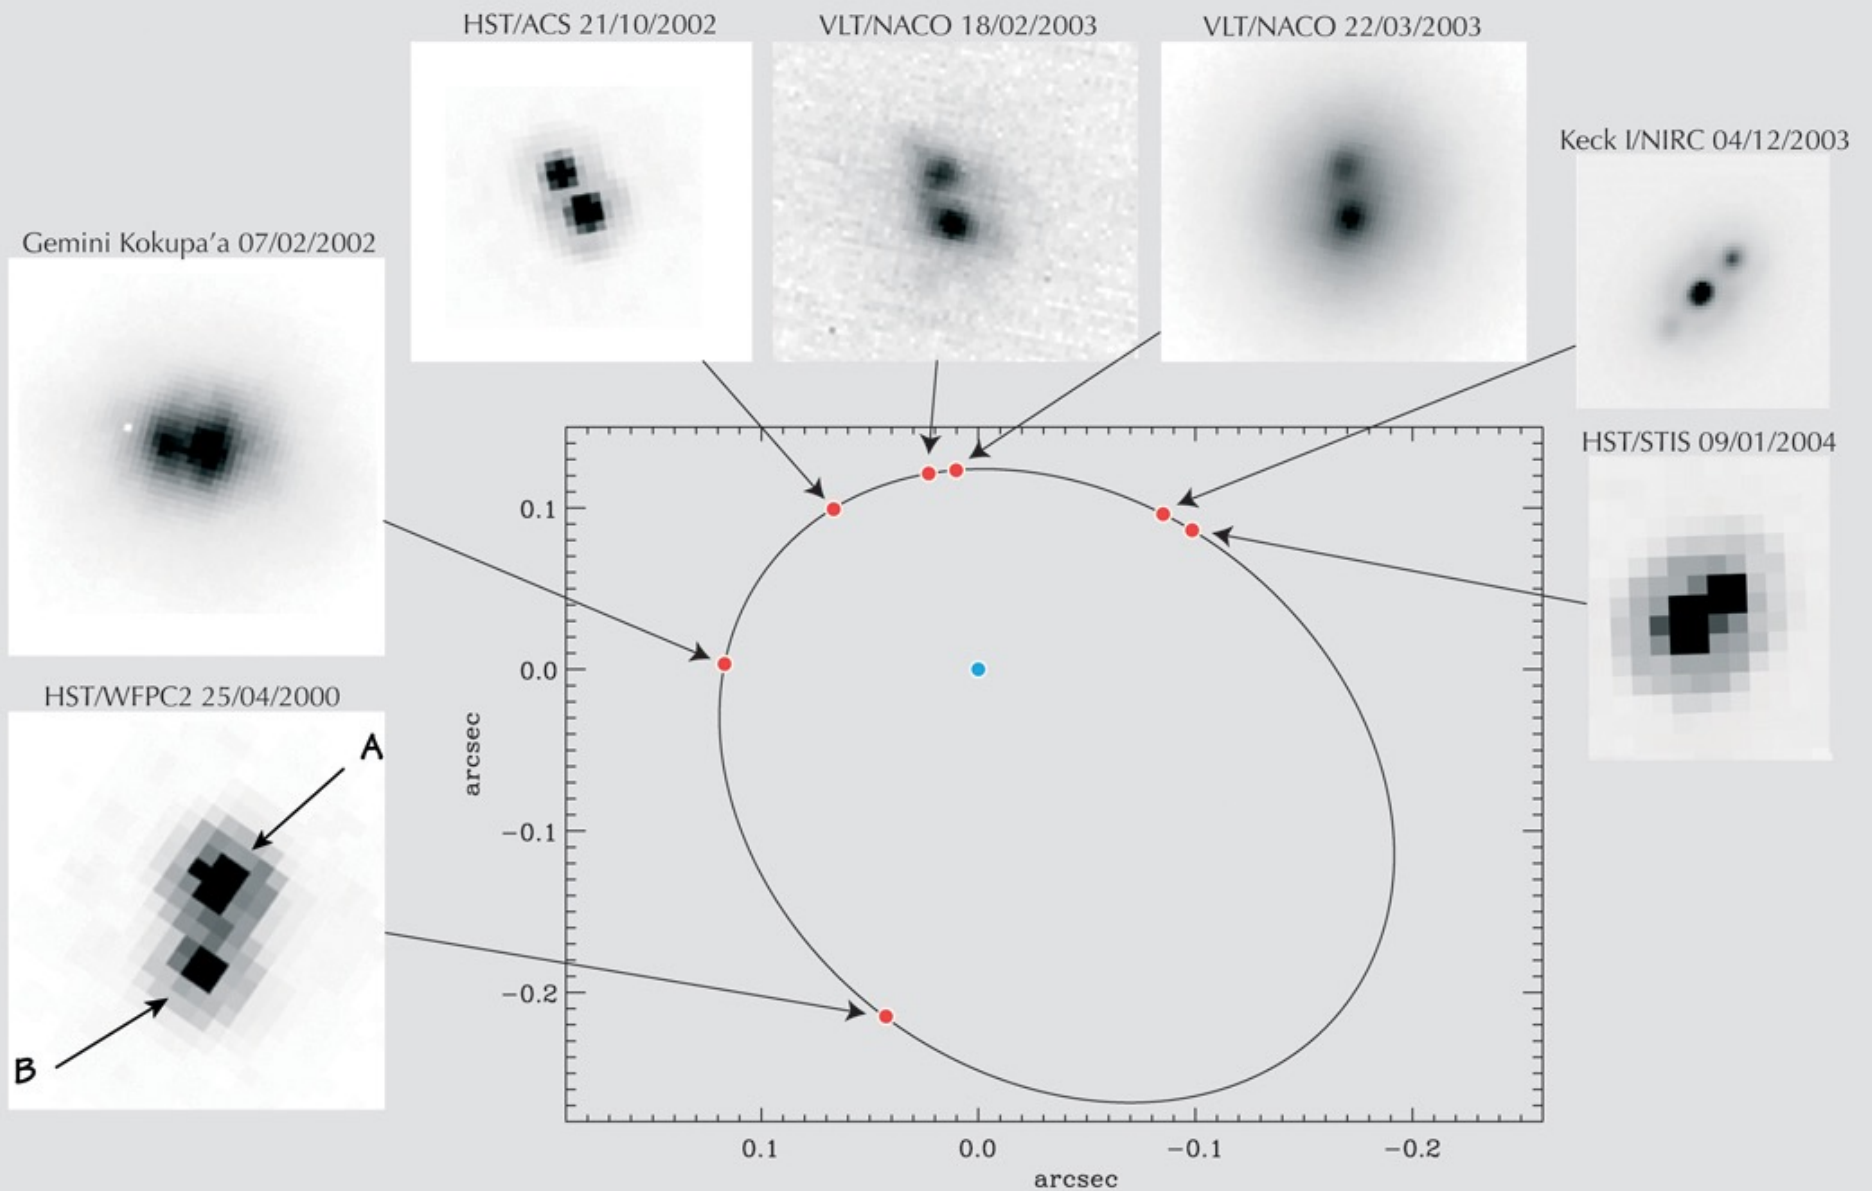 HST/ACS 21/10/2002
VLT/NACO 18/02/2003
VLT/NACO 22/03/2003
Keck I/NIRC 04/12/2003
Gemini Kokupa’a 07/02/2002
HST/STIS 09/01/2004
HST/WFPC2 25/04/2000
A
B
0.1
0.0
−0.1
−0.2
arcsec
0.1
0.0
−0.1
−0.2
arcsec